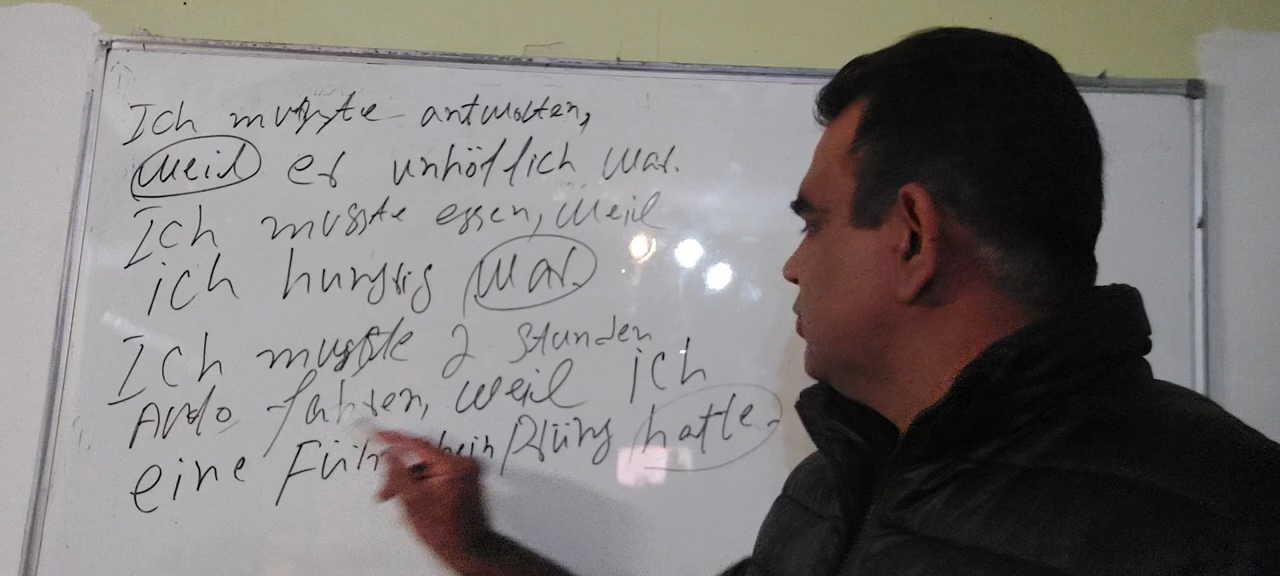 Ich mußte antworten,
weil er unhöflich war.
Ich mußte essen, weil
ich hungrig war.
Ich mußte 2 stunden
Auto fahren, weil ich
eine hatte.